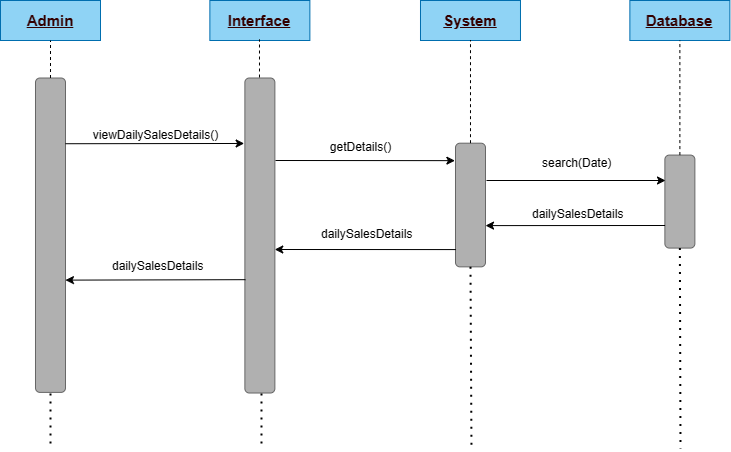 Admin
Interface
System
Database
viewDailySalesDetails()
getDetails()
search(Date)
dailySalesDetails
dailySalesDetails
dailySalesDetails